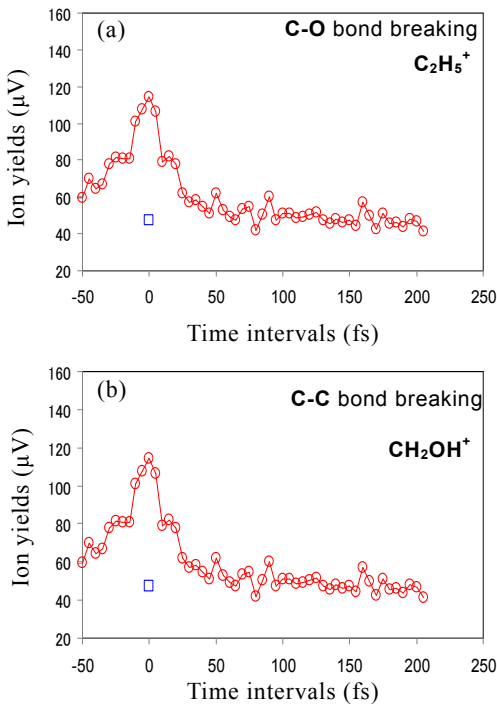 (a)
C-O bond breaking
C₂H₅⁺
Ion yields (µV)
160
140
120
100
80
60
40
20
-50 0 50 100 150 200 250
Time intervals (fs)
(b)
C-C bond breaking
CH₂OH⁺
Ion yields (µV)
160
140
120
100
80
60
40
20
-50 0 50 100 150 200 250
Time intervals (fs)